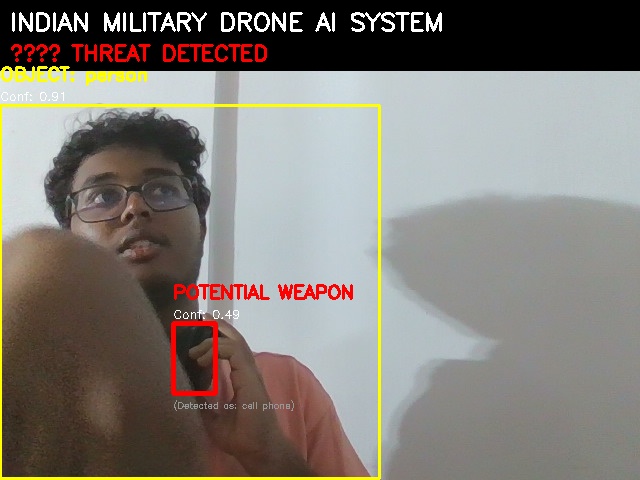 INDIAN MILITARY DRONE AI SYSTEM
???? THREAT DETECTED
OBJECT: person
Conf: 0.91
POTENTIAL WEAPON
Conf: 0.49
(Detected as: cell phone)